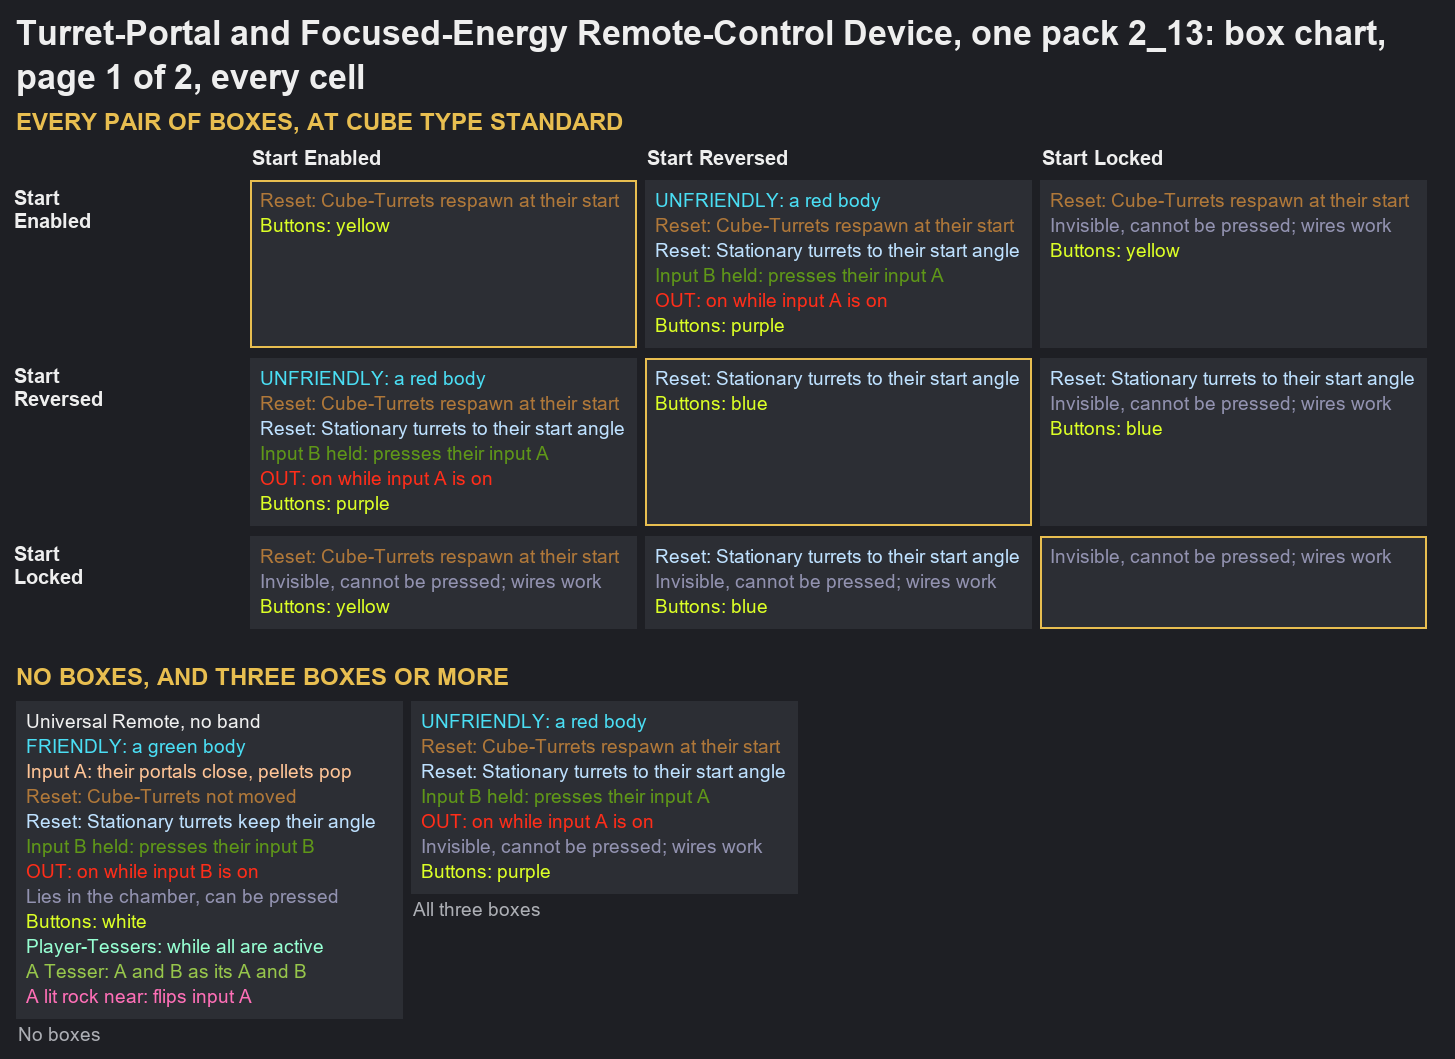 Turret-Portal and Focused-Energy Remote-Control Device, one pack 2_13: box chart,
page 1 of 2, every cell
EVERY PAIR OF BOXES, AT CUBE TYPE STANDARD
Start Enabled
Start Reversed
Start Locked
Start
Enabled
Reset: Cube-Turrets respawn at their start
Buttons: yellow
UNFRIENDLY: a red body
Reset: Cube-Turrets respawn at their start
Reset: Stationary turrets to their start angle
Input B held: presses their input A
OUT: on while input A is on
Buttons: purple
Reset: Cube-Turrets respawn at their start
Invisible, cannot be pressed; wires work
Buttons: yellow
Start
Reversed
UNFRIENDLY: a red body
Reset: Cube-Turrets respawn at their start
Reset: Stationary turrets to their start angle
Input B held: presses their input A
OUT: on while input A is on
Buttons: purple
Reset: Stationary turrets to their start angle
Buttons: blue
Reset: Stationary turrets to their start angle
Invisible, cannot be pressed; wires work
Buttons: blue
Start
Locked
Reset: Cube-Turrets respawn at their start
Invisible, cannot be pressed; wires work
Buttons: yellow
Reset: Stationary turrets to their start angle
Invisible, cannot be pressed; wires work
Buttons: blue
Invisible, cannot be pressed; wires work
NO BOXES, AND THREE BOXES OR MORE
Universal Remote, no band
FRIENDLY: a green body
Input A: their portals close, pellets pop
Reset: Cube-Turrets not moved
Reset: Stationary turrets keep their angle
Input B held: presses their input B
OUT: on while input B is on
Lies in the chamber, can be pressed
Buttons: white
Player-Tessers: while all are active
A Tesser: A and B as its A and B
A lit rock near: flips input A
No boxes
UNFRIENDLY: a red body
Reset: Cube-Turrets respawn at their start
Reset: Stationary turrets to their start angle
Input B held: presses their input A
OUT: on while input A is on
Invisible, cannot be pressed; wires work
Buttons: purple
All three boxes